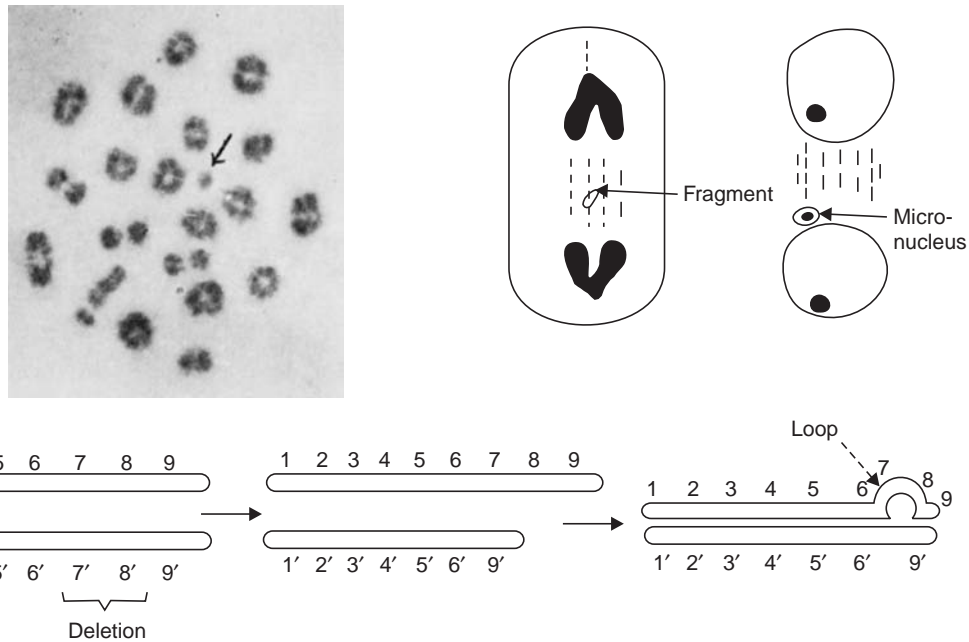 Fragment
Micro-
nucleus
5 6 7 8 9
5′ 6′ 7′ 8′ 9′
Deletion
1 2 3 4 5 6 7 8 9
1′ 2′ 3′ 4′ 5′ 6′ 9′
Loop
1 2 3 4 5 6 7 8 9
1′ 2′ 3′ 4′ 5′ 6′ 9′